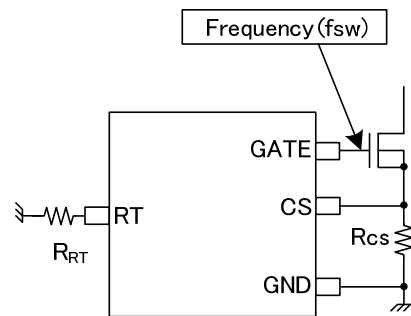 Frequency(fsw)
GATE
RT
CS
RRT
Rcs
GND